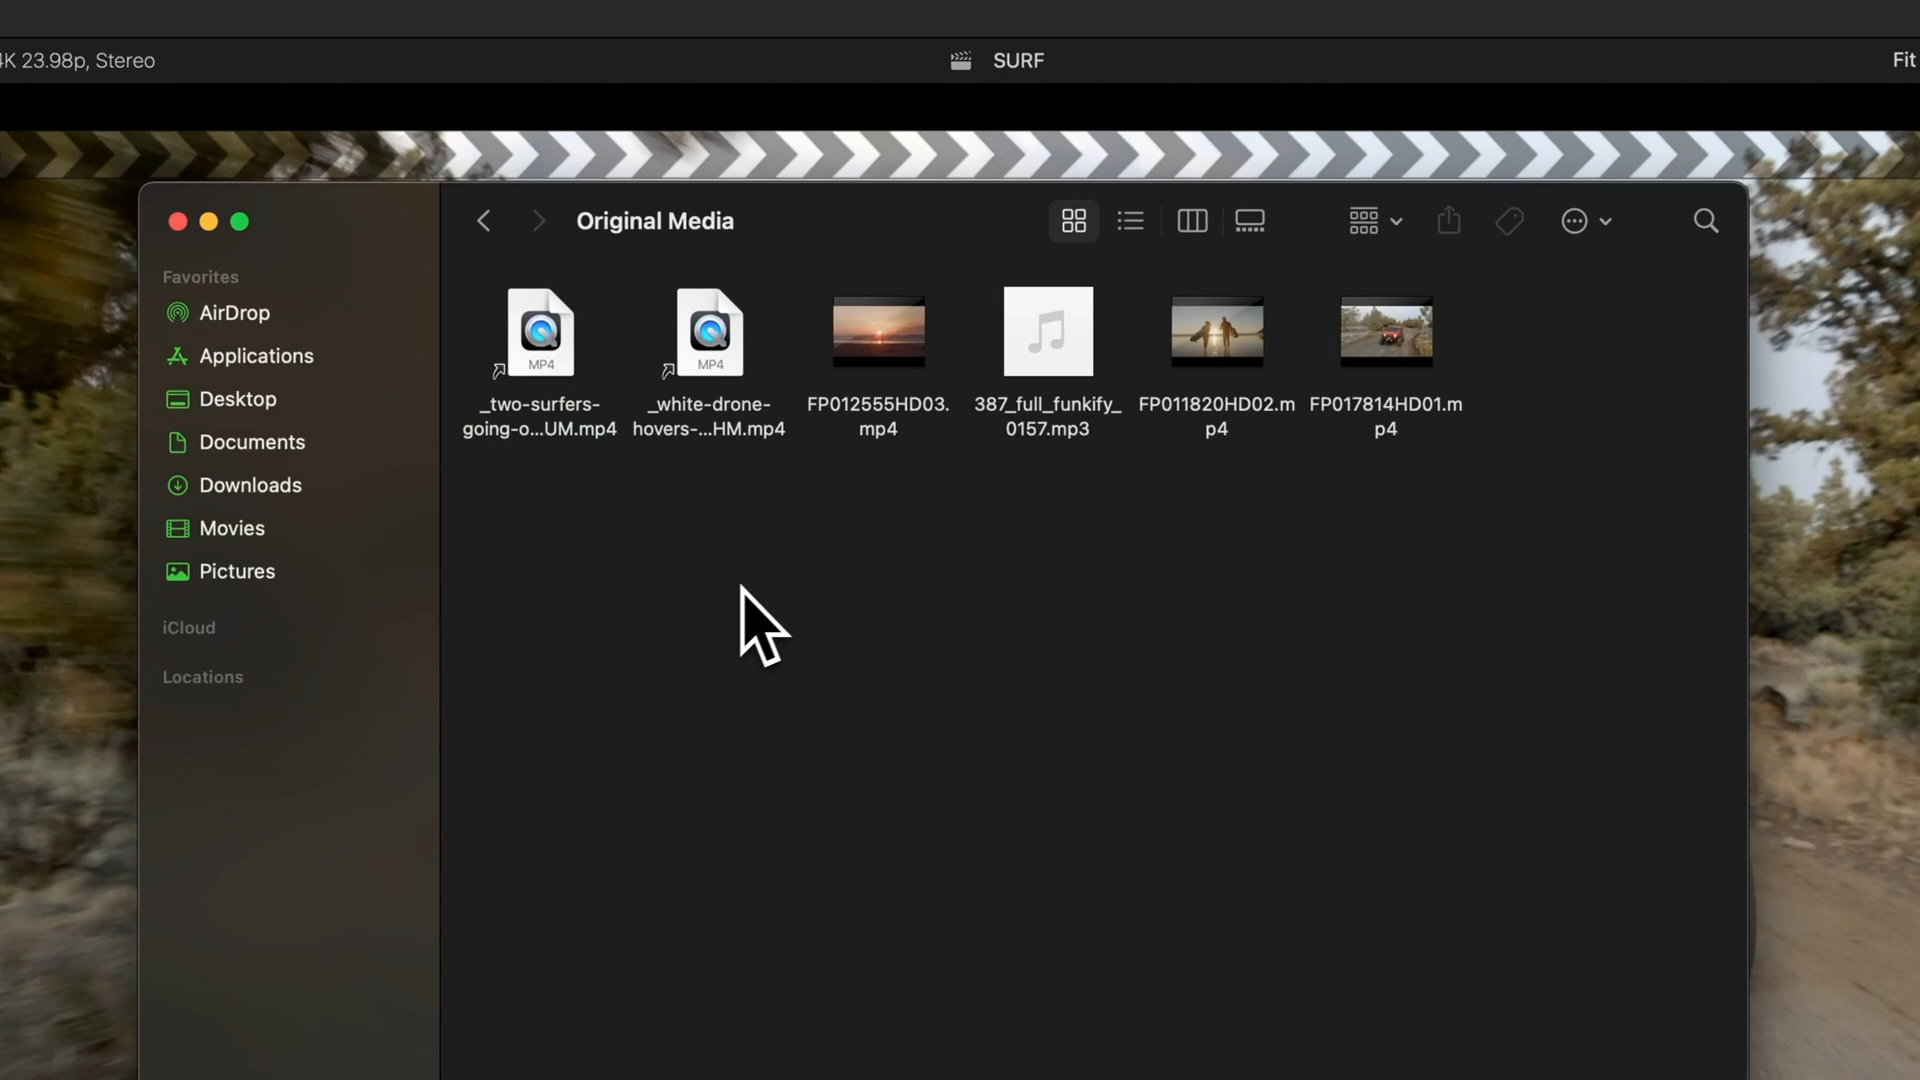 4K 23.98p, Stereo
SURF
Fit
Original Media
Favorites
AirDrop
Applications
Desktop
Documents
Downloads
Movies
Pictures
iCloud
Locations
MP4
MP4
_two-surfers-
going-o...UM.mp4
_white-drone-
hovers-...HM.mp4
FP012555HD03.
mp4
387_full_funkify_
0157.mp3
FP011820HD02.m
p4
FP017814HD01.m
p4